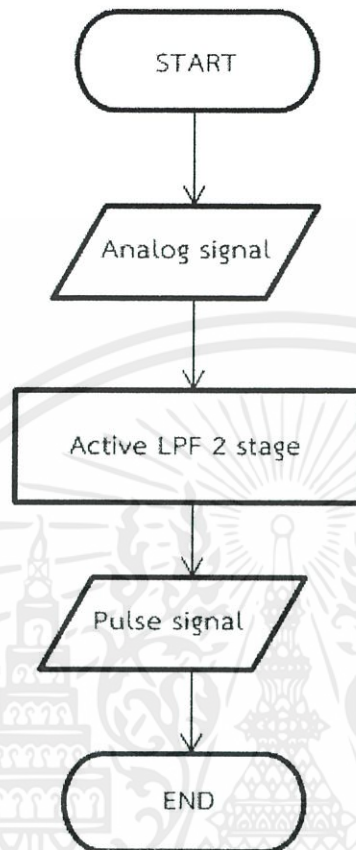 START
Analog signal
Active LPF 2 stage
Pulse signal
END